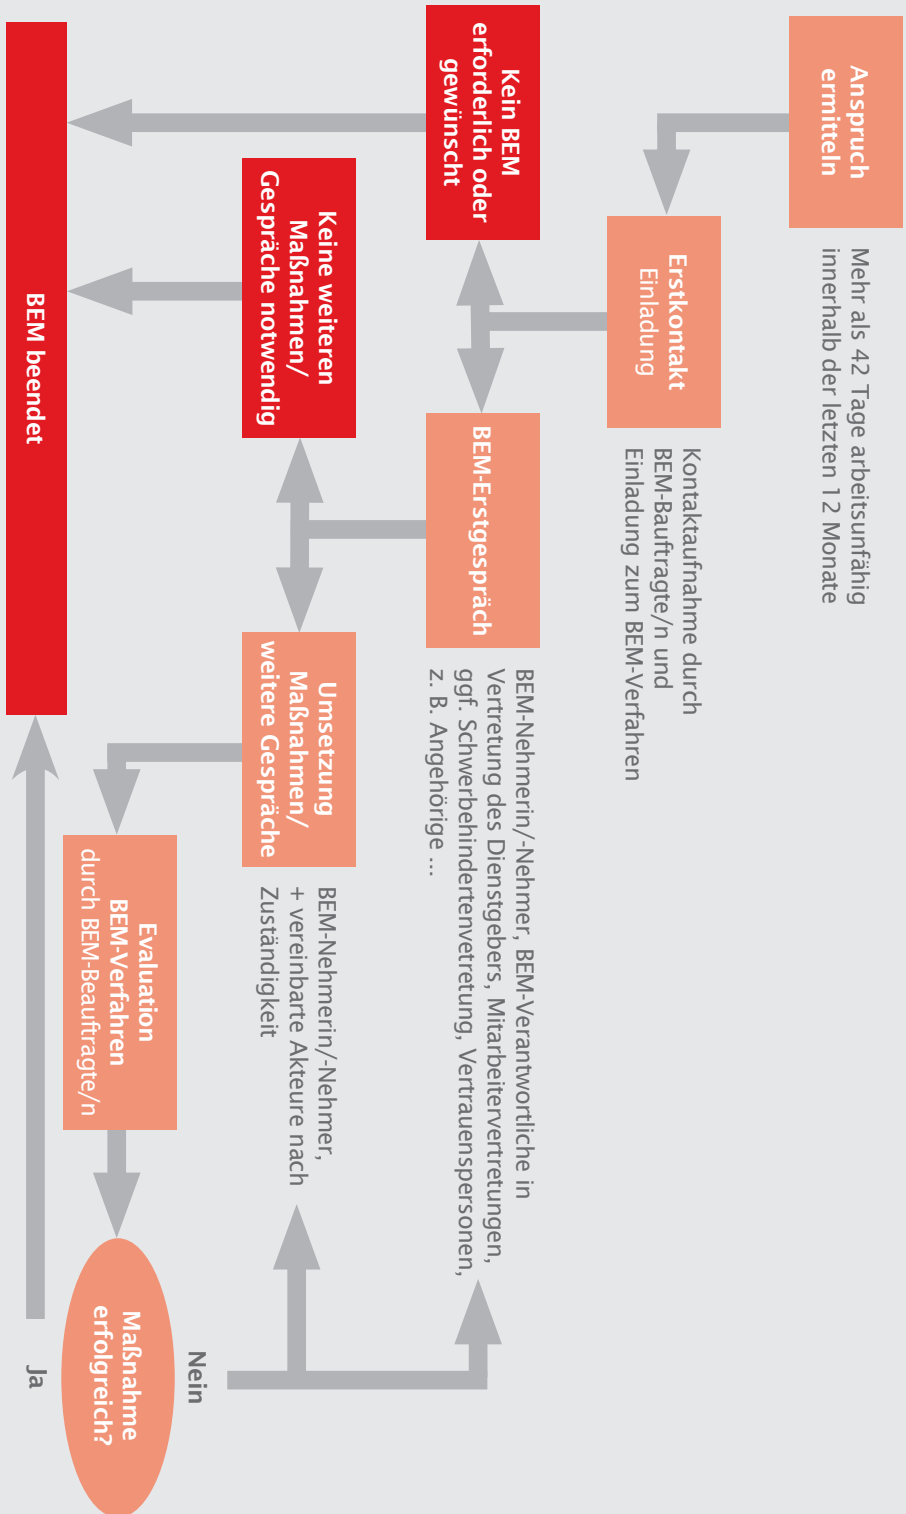 Anspruch
ermitteln
Mehr als 42 Tage arbeitsunfähig
innerhalb der letzten 12 Monate
Erstkontakt
Einladung
Kontaktaufnahme durch
BEM-Bauftragte/n und
Einladung zum BEM-Verfahren
Kein BEM
erforderlich oder
gewünscht
BEM-Erstgespräch
BEM-Nehmerin/-Nehmer, BEM-Verantwortliche in
Vertretung des Dienstgebers, Mitarbeitervertretungen,
ggf. Schwerbehindertenvetretung, Vertrauenspersonen,
z. B. Angehörige ...
Keine weiteren
Maßnahmen/
Gespräche notwendig
Umsetzung
Maßnahmen/
weitere Gespräche
BEM-Nehmerin/-Nehmer,
+ vereinbarte Akteure nach
Zuständigkeit
Evaluation
BEM-Verfahren
durch BEM-Beauftragte/n
Maßnahme
erfolgreich?
Nein
Ja
BEM beendet